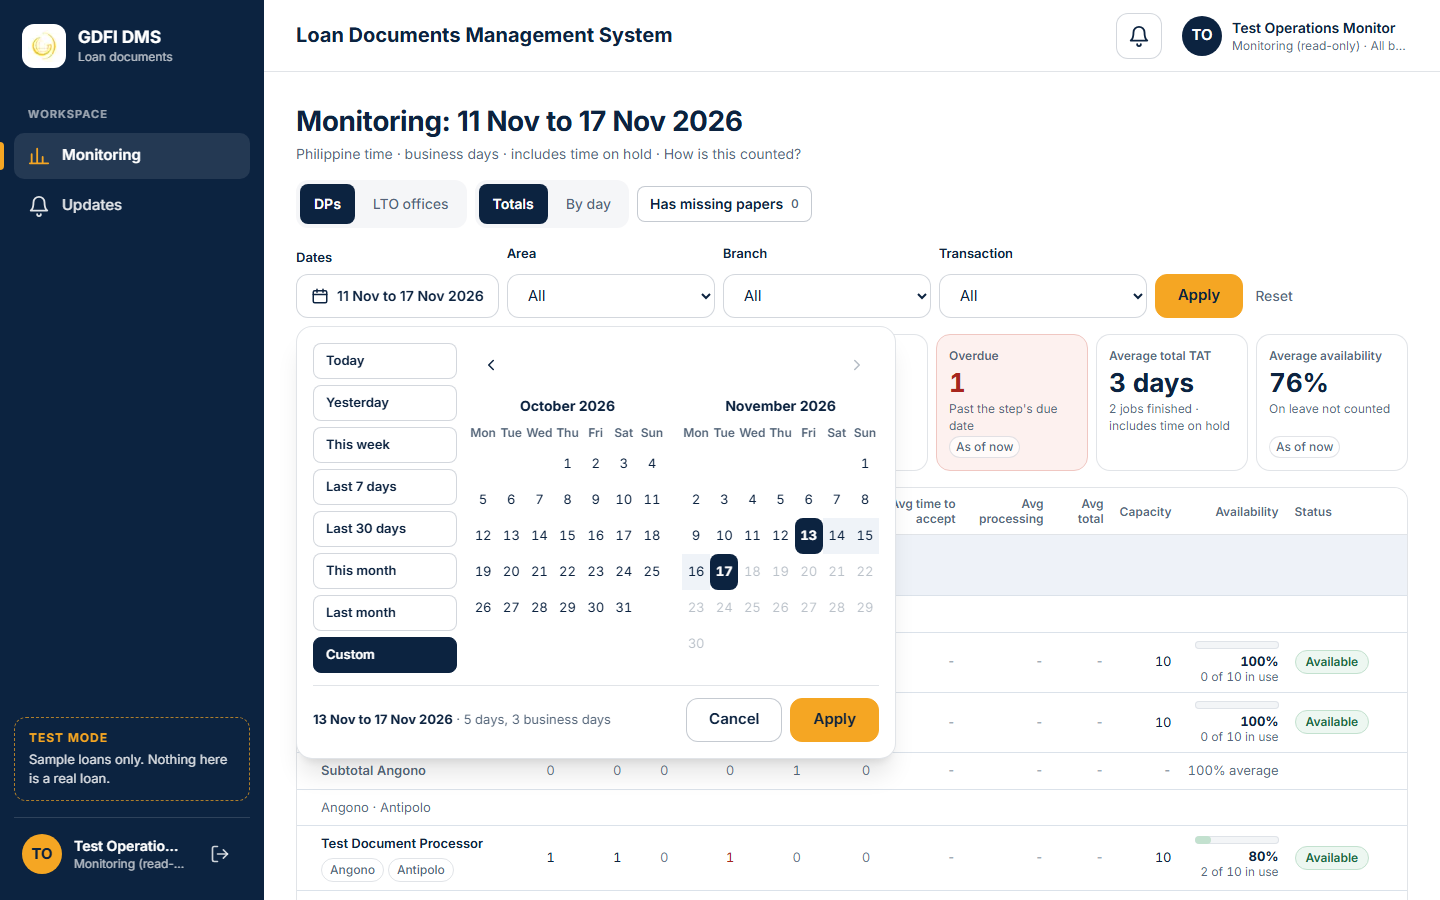 GDFI DMS
Loan documents
WORKSPACE
Monitoring
Updates
TEST MODE
Sample loans only. Nothing here
is a real loan.
TO
Test Operatio...
Monitoring (read-...
Loan Documents Management System
TO
Test Operations Monitor
Monitoring (read-only) · All b...
Monitoring: 11 Nov to 17 Nov 2026
Philippine time · business days · includes time on hold · How is this counted?
DPs LTO offices Totals By day Has missing papers 0
Dates Area Branch Transaction
11 Nov to 17 Nov 2026 All All All Apply Reset
Today
Yesterday
This week
Last 7 days
Last 30 days
This month
Last month
Custom
October 2026
Mon Tue Wed Thu Fri Sat Sun
1 2 3 4
5 6 7 8 9 10 11
12 13 14 15 16 17 18
19 20 21 22 23 24 25
26 27 28 29 30 31
November 2026
Mon Tue Wed Thu Fri Sat Sun
1
2 3 4 5 6 7 8
9 10 11 12 13 14 15
16 17 18 19 20 21 22
23 24 25 26 27 28 29
30
13 Nov to 17 Nov 2026 · 5 days, 3 business days
Cancel Apply
Overdue
1
Past the step's due
date
As of now
Average total TAT
3 days
2 jobs finished ·
includes time on hold
Average availability
76%
On leave not counted
As of now
Avg time to
accept
Avg
processing
Avg
total
Capacity
Availability
Status
- - - 10 100% Available
0 of 10 in use
- - - 10 100% Available
0 of 10 in use
Subtotal Angono 0 0 0 0 1 0 - - - - 100% average
Angono · Antipolo
Test Document Processor
Angono Antipolo
1 1 0 1 0 0 - - - 10 80% Available
2 of 10 in use